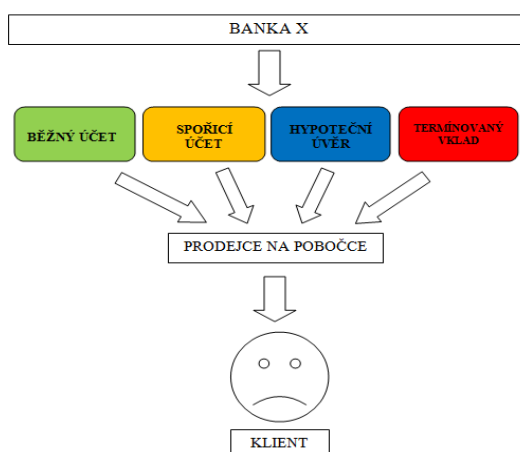 BANKA X
BĚŽNÝ ÚČET
SPOŘICÍ
ÚČET
HYPOTEČNÍ
ÚVĚR
TERMÍNOVANÝ
VKLAD
PRODEJCE NA POBOČCE
KLIENT